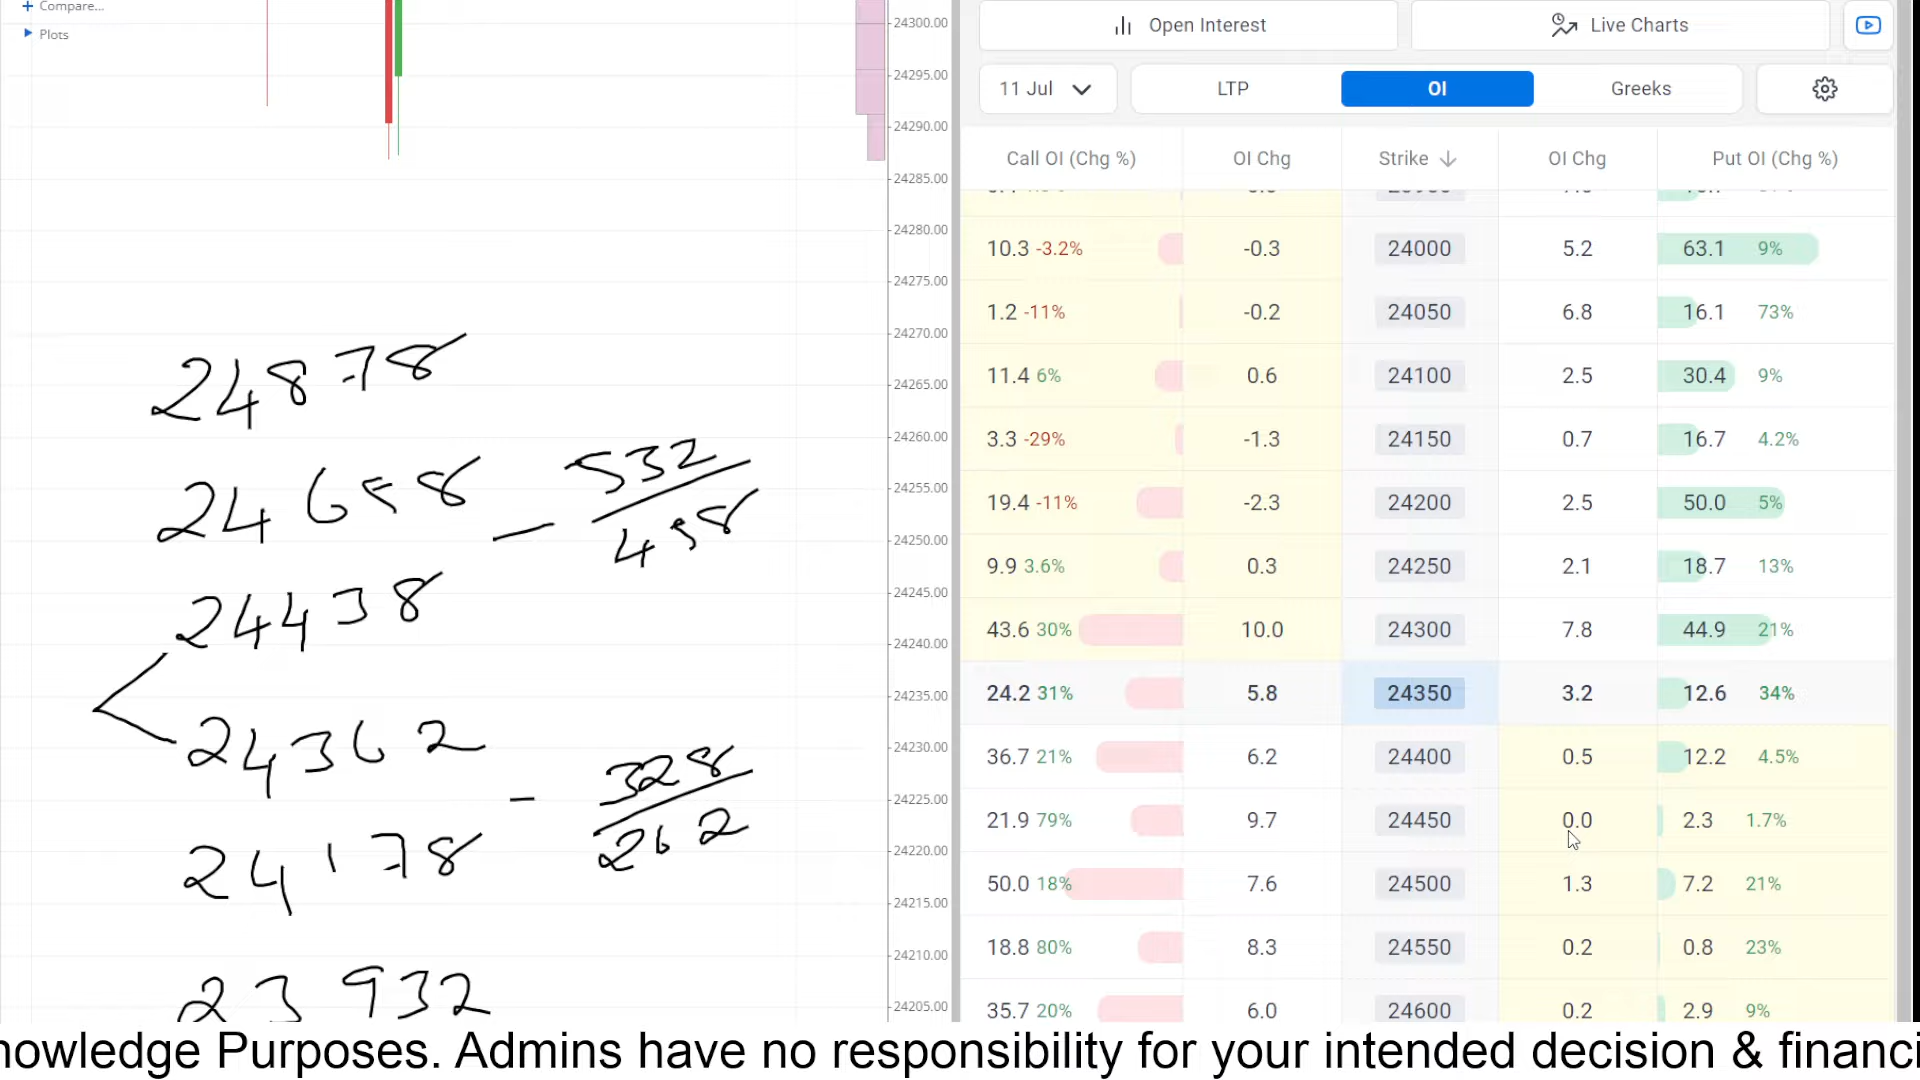 Compare...
Plots
24300.00
24295.00
24290.00
24285.00
24280.00
24275.00
24270.00
24265.00
24260.00
24255.00
24250.00
24245.00
24240.00
24235.00
24230.00
24225.00
24220.00
24215.00
24210.00
24205.00
24878
24658 - 532
458
24438
24362
24178 - 328
262
23932
Open Interest Live Charts
11 Jul LTP OI Greeks
Call OI (Chg %) OI Chg Strike OI Chg Put OI (Chg %)
10.3 -3.2% -0.3 24000 5.2 63.1 9%
1.2 -11% -0.2 24050 6.8 16.1 73%
11.4 6% 0.6 24100 2.5 30.4 9%
3.3 -29% -1.3 24150 0.7 16.7 4.2%
19.4 -11% -2.3 24200 2.5 50.0 5%
9.9 3.6% 0.3 24250 2.1 18.7 13%
43.6 30% 10.0 24300 7.8 44.9 21%
24.2 31% 5.8 24350 3.2 12.6 34%
36.7 21% 6.2 24400 0.5 12.2 4.5%
21.9 79% 9.7 24450 0.0 2.3 1.7%
50.0 18% 7.6 24500 1.3 7.2 21%
18.8 80% 8.3 24550 0.2 0.8 23%
35.7 20% 6.0 24600 0.2 2.9 9%
nowledge Purposes. Admins have no responsibility for your intended decision & financi